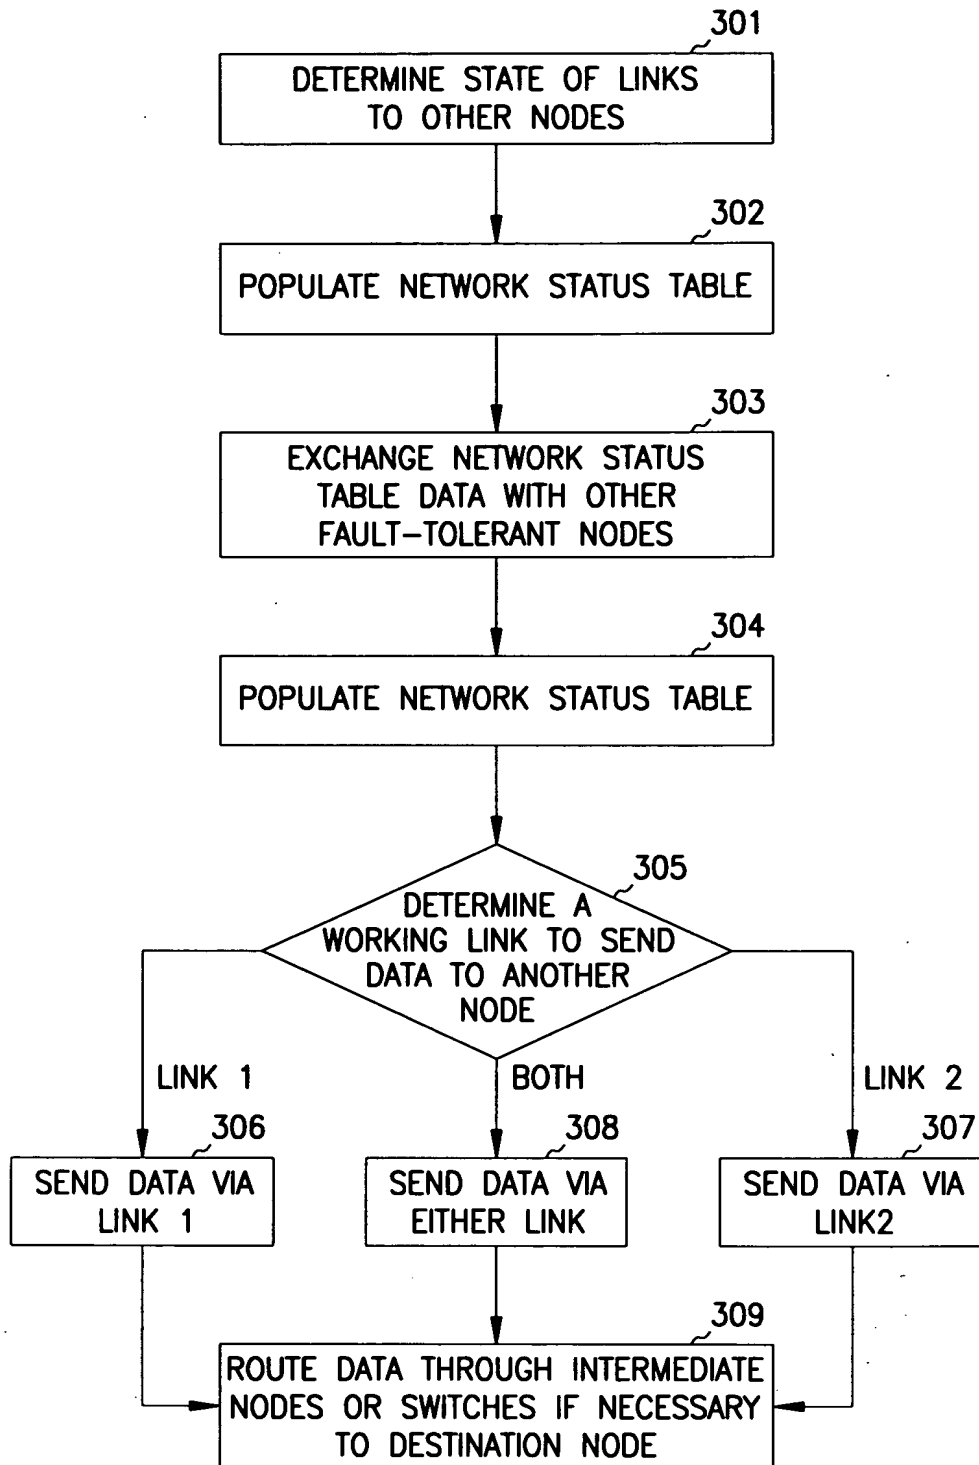 301
DETERMINE STATE OF LINKS
TO OTHER NODES
302
POPULATE NETWORK STATUS TABLE
303
EXCHANGE NETWORK STATUS
TABLE DATA WITH OTHER
FAULT-TOLERANT NODES
304
POPULATE NETWORK STATUS TABLE
305
DETERMINE A
WORKING LINK TO SEND
DATA TO ANOTHER
NODE
LINK 1
BOTH
LINK 2
306
SEND DATA VIA
LINK 1
308
SEND DATA VIA
EITHER LINK
307
SEND DATA VIA
LINK2
309
ROUTE DATA THROUGH INTERMEDIATE
NODES OR SWITCHES IF NECESSARY
TO DESTINATION NODE